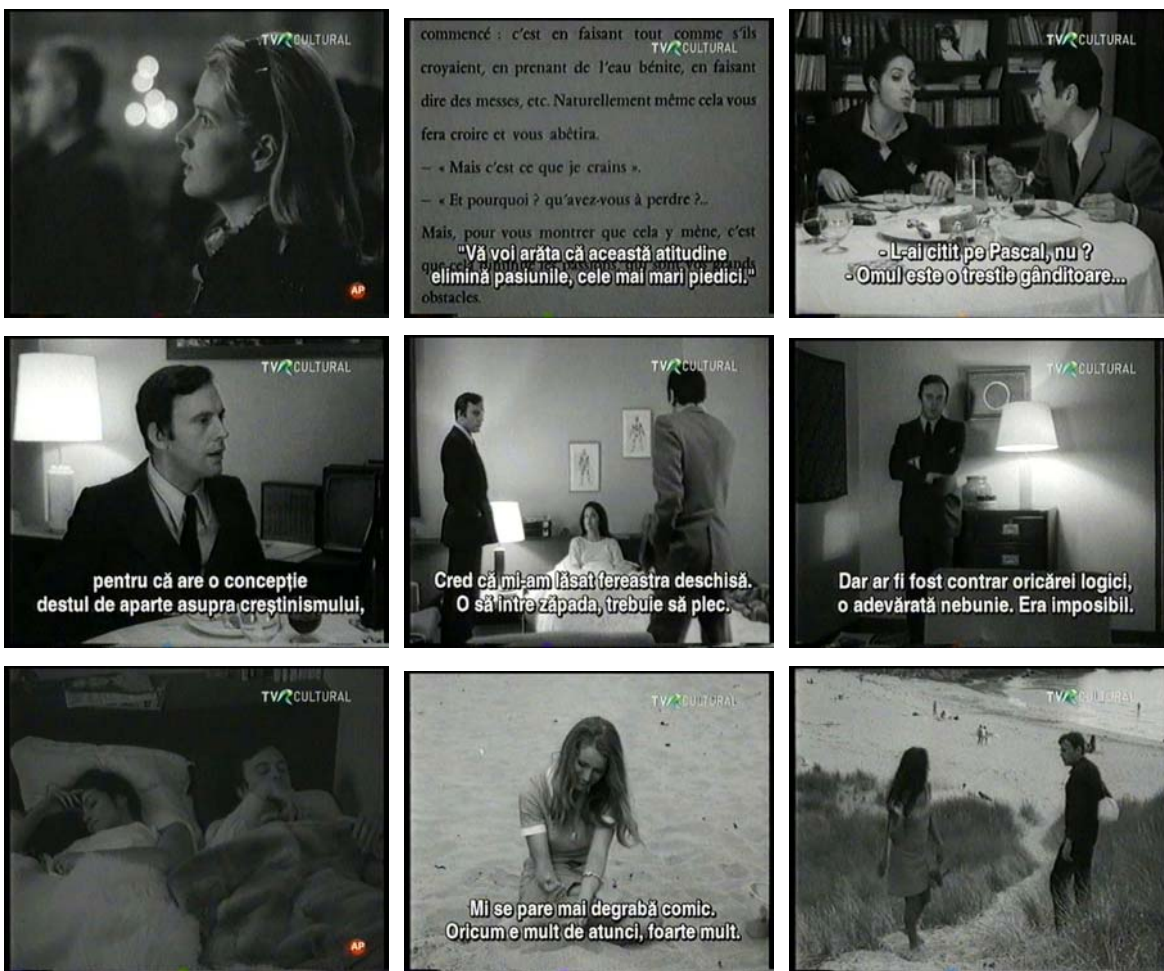 TVR CULTURAL
AP
commencé : c'est en faisant tout comme s'ils
TVR CULTURAL
croyaient, en prenant de l'eau bénite, en faisant
dire des messes, etc. Naturellement même cela vous
fera croire et vous abêtira.
— « Mais c'est ce que je crains ».
— « Et pourquoi ? qu'avez-vous à perdre ?..
Mais, pour vous montrer que cela y mène, c'est
"Vă voi arăta că această atitudine
elimină pasiunile, cele mai mari piedici."
obstacles.
TVR CULTURAL
- L-ai citit pe Pascal, nu ?
- Omul este o trestie gânditoare...
TVR CULTURAL
pentru că are o concepţie
destul de aparte asupra creştinismului,
TVR CULTURAL
Cred că mi-am lăsat fereastra deschisă.
O să intre zăpada, trebuie să plec.
TVR CULTURAL
Dar ar fi fost contrar oricărei logici,
o adevărată nebunie. Era imposibil.
TVR CULTURAL
AP
TVR CULTURAL
Mi se pare mai degrabă comic.
Oricum e mult de atunci, foarte mult.
TVR CULTURAL